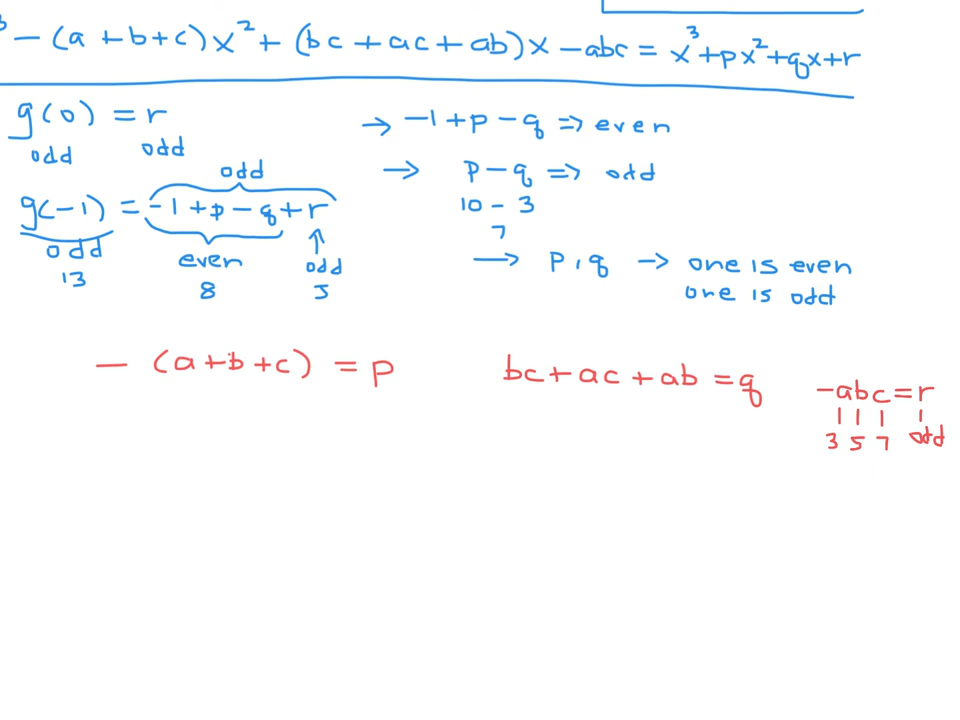 ³ - (a+b+c)x² + (bc+ac+ab)x - abc = x³+px²+qx+r
g(0) = r
odd odd
→ -1+p-q => even
→ p-q => odd
10 - 3
7
→ p, q → one is even
one is odd
odd
g(-1) = -1+p-q+r
odd even odd
13 8 5
- (a+b+c) = p
bc+ac+ab = q
-abc=r
3 5 7 odd